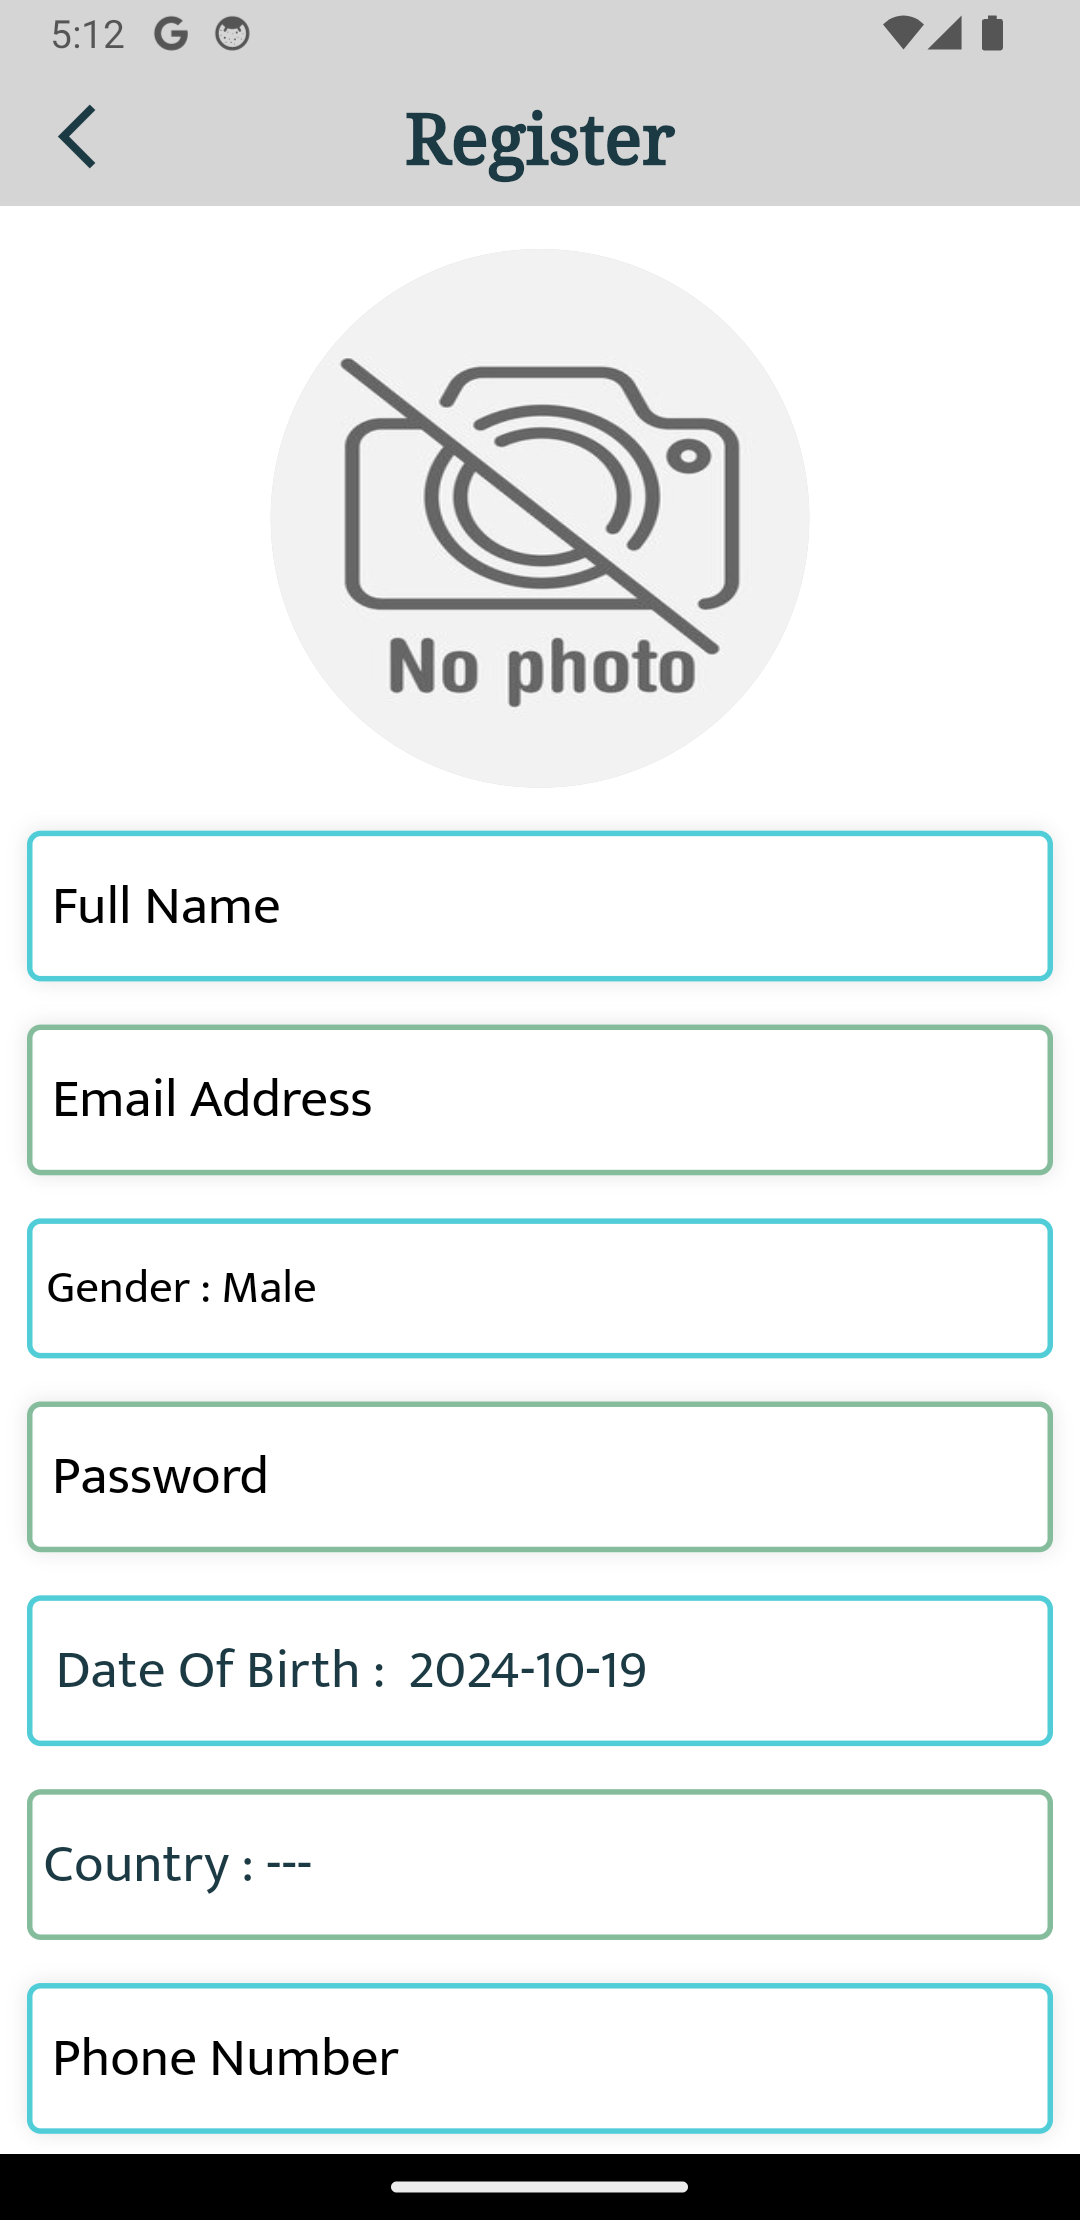 5:12
Register
No photo
Full Name
Email Address
Gender : Male
Password
Date Of Birth : 2024-10-19
Country : ---
Phone Number